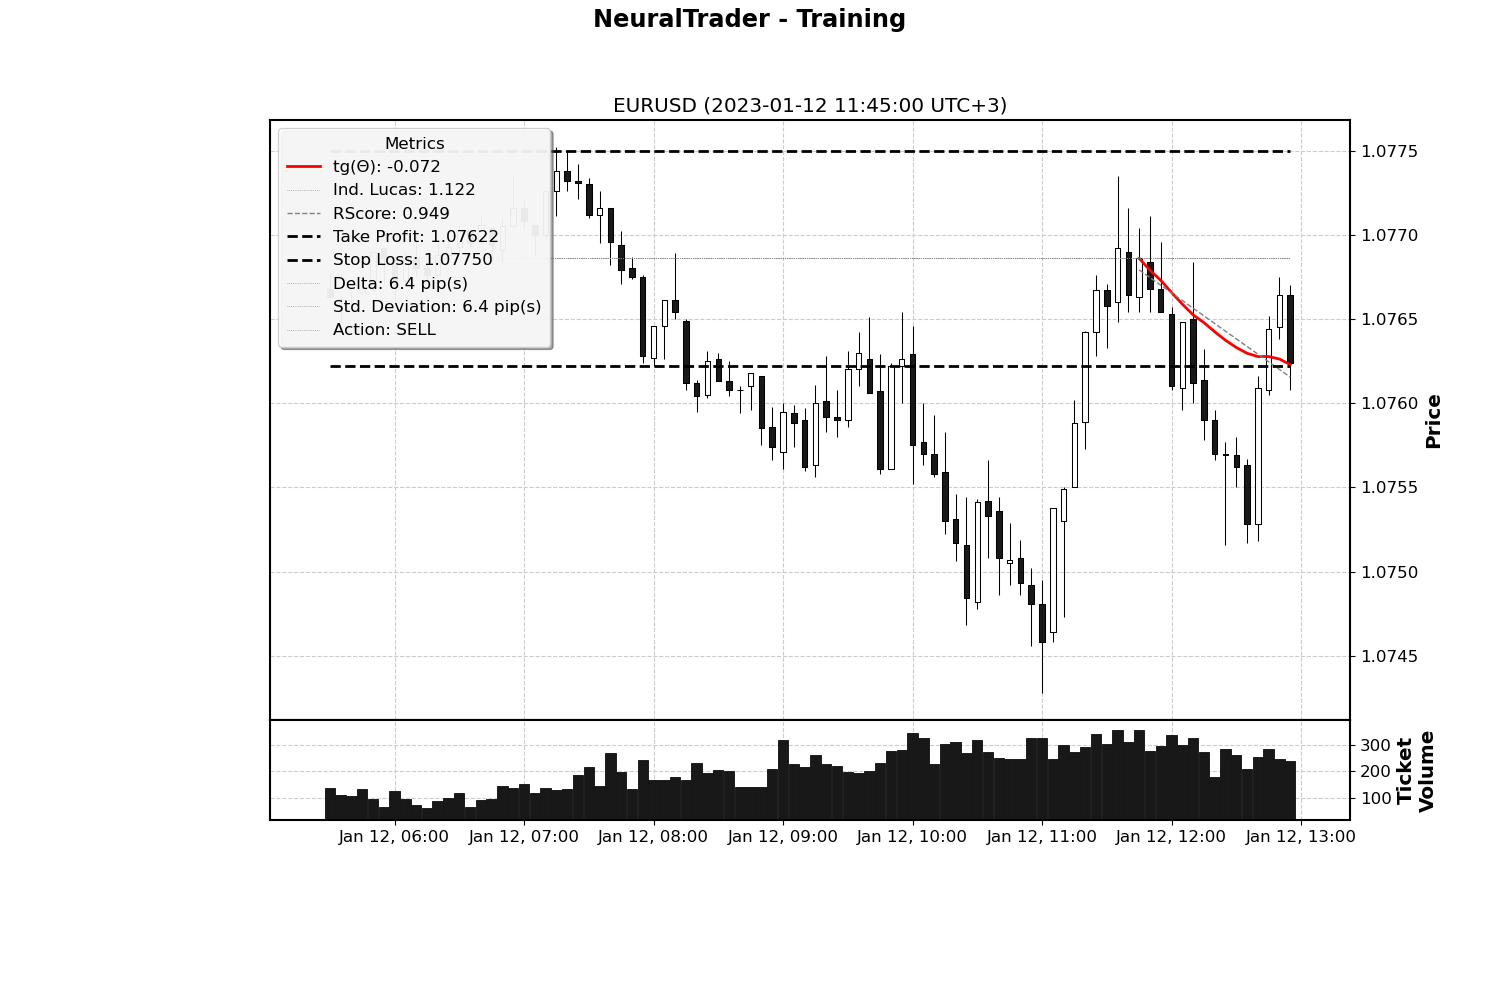 NeuralTrader - Training
EURUSD (2023-01-12 11:45:00 UTC+3)
Metrics
tg(Θ): -0.072
Ind. Lucas: 1.122
RScore: 0.949
Take Profit: 1.07622
Stop Loss: 1.07750
Delta: 6.4 pip(s)
Std. Deviation: 6.4 pip(s)
Action: SELL
1.0775
1.0770
1.0765
1.0760
1.0755
1.0750
1.0745
Price
300
200
100
Ticket
Volume
Jan 12, 06:00 Jan 12, 07:00 Jan 12, 08:00 Jan 12, 09:00 Jan 12, 10:00 Jan 12, 11:00 Jan 12, 12:00 Jan 12, 13:00